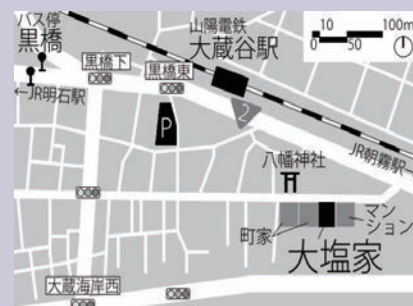 バス停
黒橋
←JR明石駅
黒橋下
黒橋東
山陽電鉄
大蔵谷駅
10 100m
0 50
P
2
JR朝霧駅→
八幡神社
町家
マンション
大塩家
大蔵海岸西